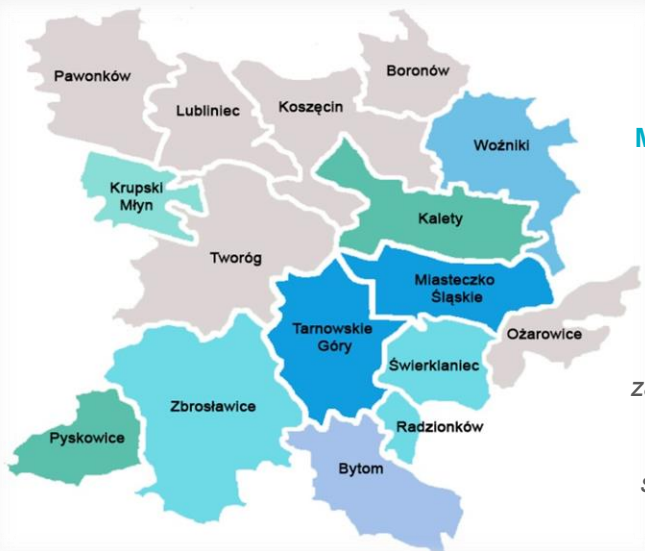 Pawonków
Lubliniec
Koszęcin
Boronów
Woźniki
M
Krupski
Młyn
Kalety
Tworóg
Miasteczko
Śląskie
Tarnowskie
Góry
Ożarowice
Świerklaniec
Zbrosławice
Radzionków
Pyskowice
Bytom